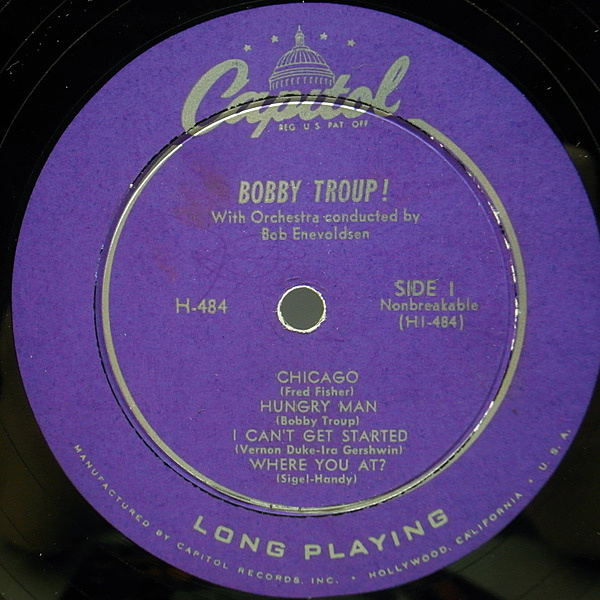 Capitol
REG. U.S. PAT. OFF.
BOBBY TROUP!
With Orchestra conducted by
Bob Enevoldsen
H-484
SIDE 1
Nonbreakable
(H1-484)
CHICAGO
(Fred Fisher)
HUNGRY MAN
(Bobby Troup)
I CAN'T GET STARTED
(Vernon Duke-Ira Gershwin)
WHERE YOU AT?
(Sigel-Handy)
LONG PLAYING
MANUFACTURED BY CAPITOL RECORDS, INC. • HOLLYWOOD, CALIFORNIA • U.S.A.